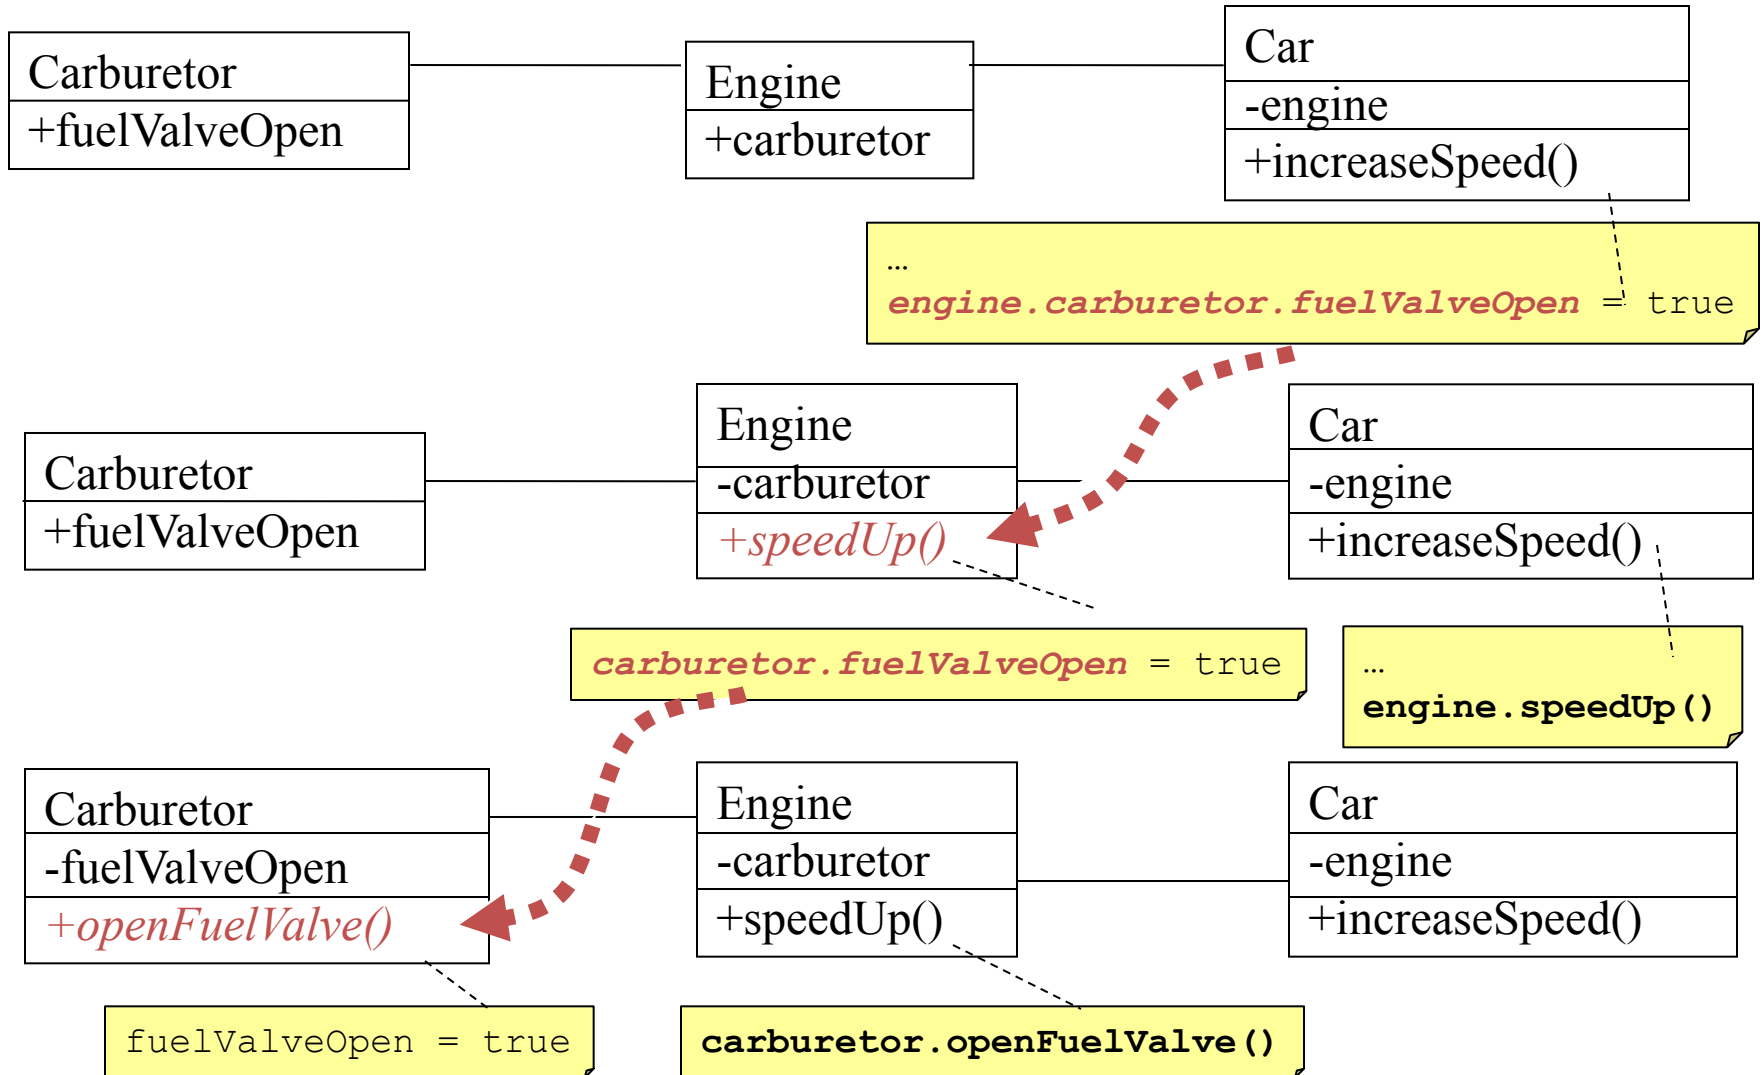 Carburetor
+fuelValveOpen
Engine
+carburetor
Car
-engine
+increaseSpeed()
...
engine.carburetor.fuelValveOpen = true
Carburetor
+fuelValveOpen
Engine
-carburetor
+speedUp()
Car
-engine
+increaseSpeed()
carburetor.fuelValveOpen = true
...
engine.speedUp()
Carburetor
-fuelValveOpen
+openFuelValve()
Engine
-carburetor
+speedUp()
Car
-engine
+increaseSpeed()
fuelValveOpen = true
carburetor.openFuelValve()